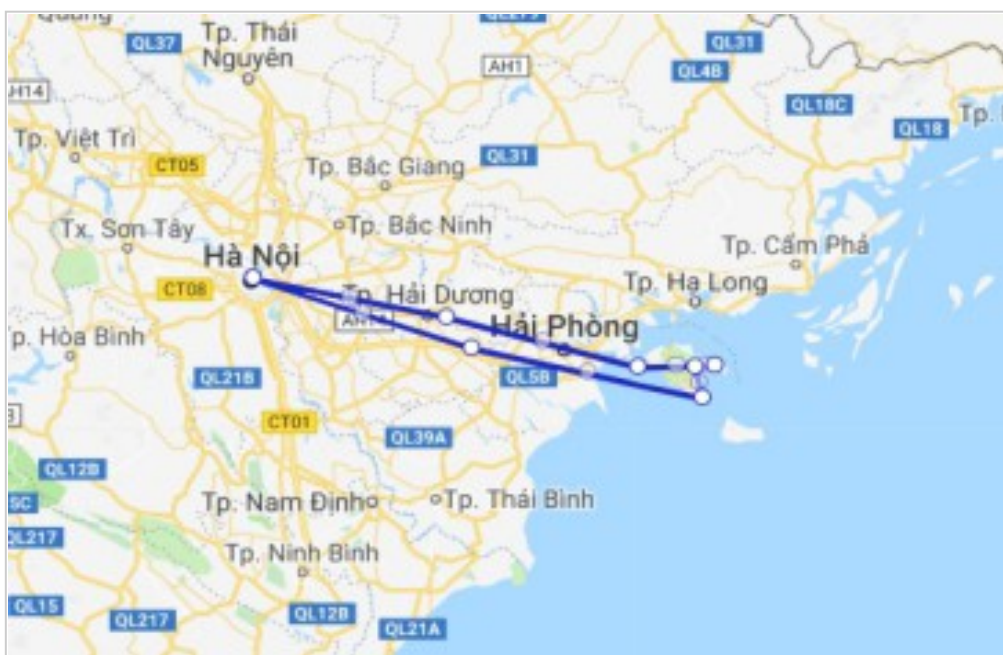 Quang
QL279
QL37
Tp. Thái
Nguyên
QL31
AH1
QL4B
AH14
QL18C
Tp. Việt Trì
QL18
CT05
QL31
Tp. Bắc Giang
Tx. Sơn Tây
Tp. Bắc Ninh
Hà Nội
Tp. Cẩm Phả
CT08
Tp. Hải Dương
Tp. Hạ Long
Hải Phòng
Tp. Hòa Bình
QL21B
QL5B
CT01
QL39A
QL12B
Tp. Nam Định
Tp. Thái Bình
QL217
Tp. Ninh Bình
QL15
QL217
QL12B
QL21A